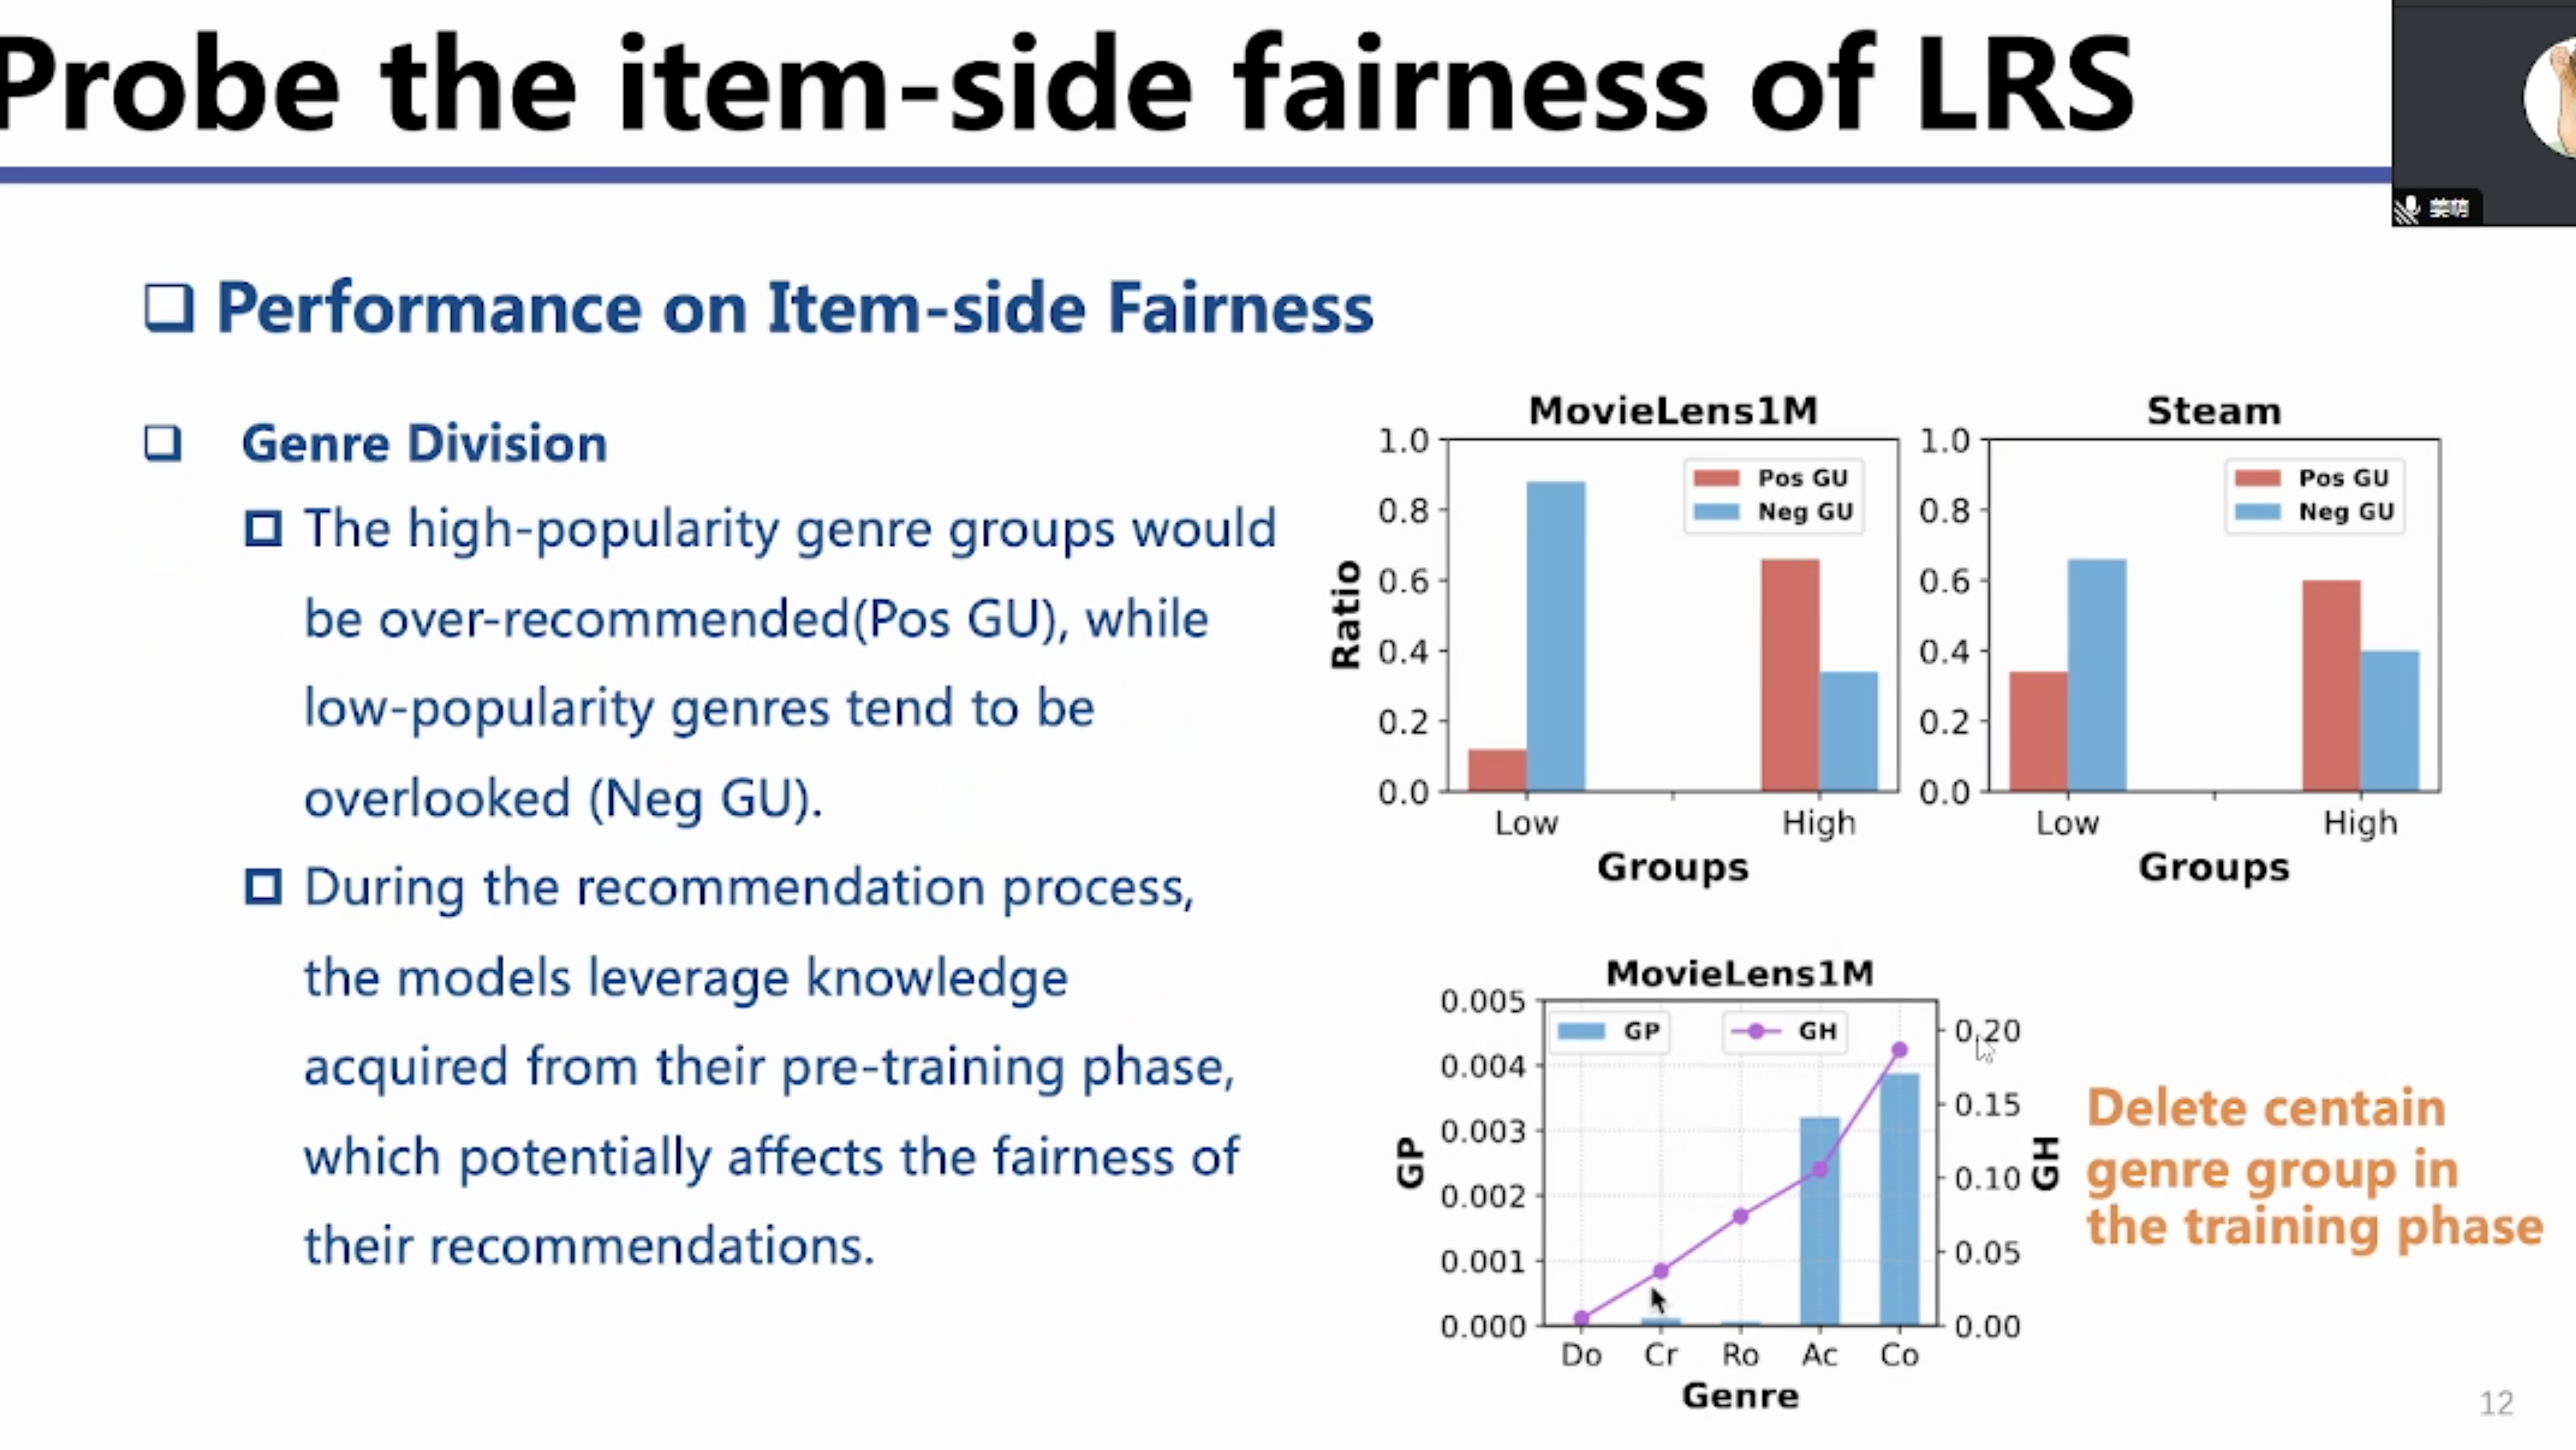 Probe the item-side fairness of LRS
Performance on Item-side Fairness
Genre Division
The high-popularity genre groups would
be over-recommended(Pos GU), while
low-popularity genres tend to be
overlooked (Neg GU).
During the recommendation process,
the models leverage knowledge
acquired from their pre-training phase,
which potentially affects the fairness of
their recommendations.
MovieLens1M
1.0
0.8
0.6
0.4
0.2
0.0
Ratio
Pos GU
Neg GU
Low
High
Groups
Steam
1.0
0.8
0.6
0.4
0.2
0.0
Pos GU
Neg GU
Low
High
Groups
MovieLens1M
0.005
0.004
0.003
0.002
0.001
0.000
GP
GP
GH
0.20
0.15
0.10
0.05
0.00
GH
Do Cr Ro Ac Co
Genre
Delete centain
genre group in
the training phase
12